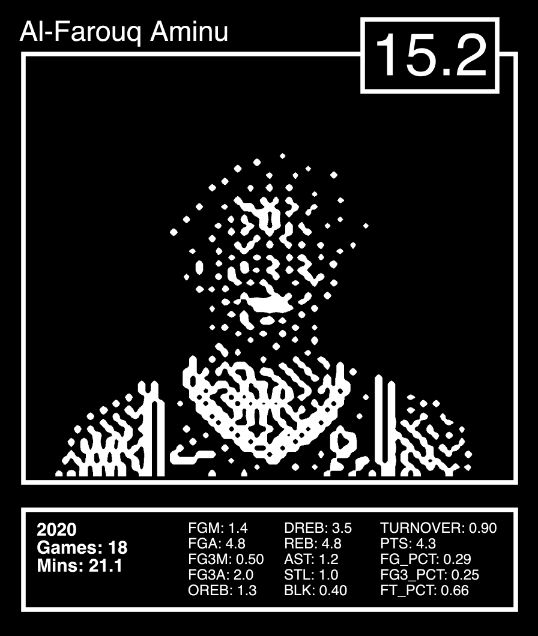 Al-Farouq Aminu
15.2
2020
Games: 18
Mins: 21.1
FGM: 1.4
FGA: 4.8
FG3M: 0.50
FG3A: 2.0
OREB: 1.3
DREB: 3.5
REB: 4.8
AST: 1.2
STL: 1.0
BLK: 0.40
TURNOVER: 0.90
PTS: 4.3
FG_PCT: 0.29
FG3_PCT: 0.25
FT_PCT: 0.66